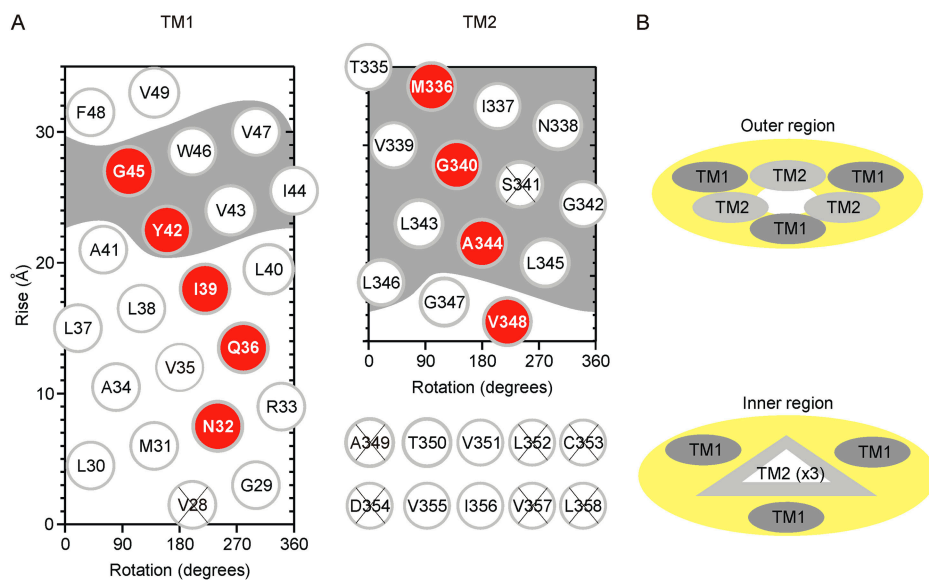 A
TM1
TM2
B
F48
V49
V47
W46
G45
I44
V43
Y42
A41
L40
I39
L38
L37
Q36
V35
A34
R33
N32
M31
L30
G29
V28
30
20
10
0
Rise (Å)
0 90 180 270 360
Rotation (degrees)
T335
M336
I337
N338
V339
G340
S341
G342
L343
A344
L345
L346
G347
V348
0 90 180 270 360
Rotation (degrees)
A349 T350 V351 L352 C353
D354 V355 I356 V357 L358
Outer region
TM1 TM2 TM1
TM2 TM2
TM1
Inner region
TM1 TM1
TM2 (x3)
TM1